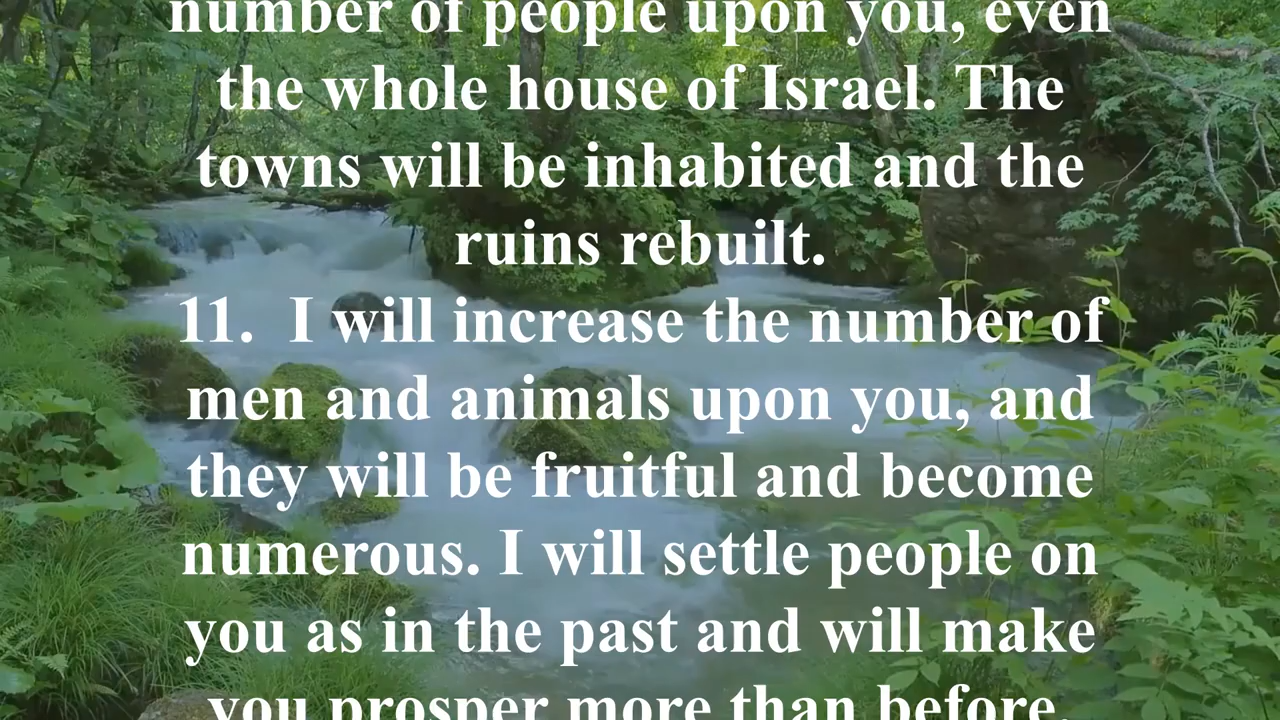 number of people upon you, even
the whole house of Israel. The
towns will be inhabited and the
ruins rebuilt.
11.  I will increase the number of
men and animals upon you, and
they will be fruitful and become
numerous. I will settle people on
you as in the past and will make
you prosper more than before.